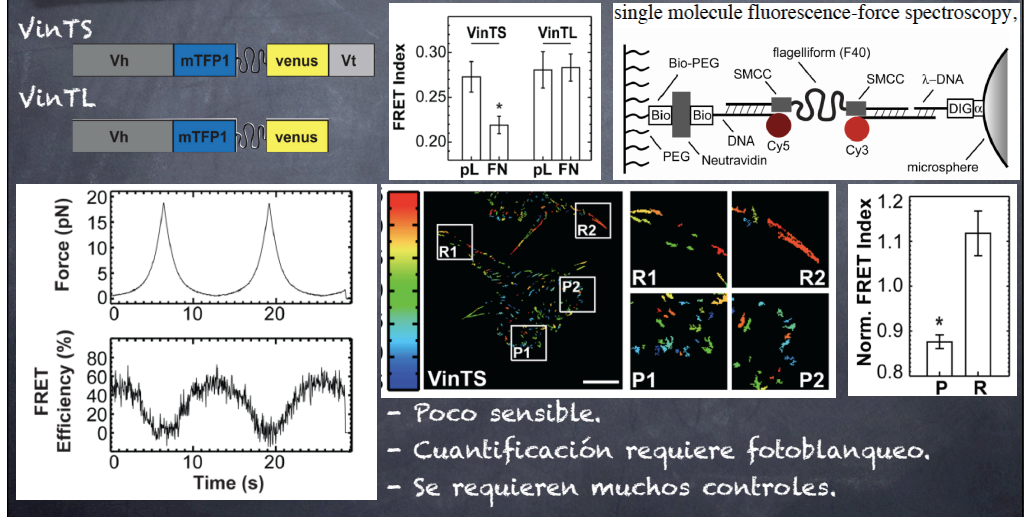 VinTS
Vh mTFP1 venus Vt
VinTL
Vh mTFP1 venus
VinTS VinTL
FRET Index
0.30
0.25
0.20
*
pL FN pL FN
single molecule fluorescence-force spectroscopy,
flagelliform (F40)
Bio-PEG
SMCC
SMCC
λ-DNA
Bio
Bio
DIG
α
DNA
Cy5
Cy3
PEG
Neutravidin
microsphere
Force (pN)
20
15
10
5
0
0 10 20
FRET
Efficiency (%)
80
60
40
20
0
0 10 20
Time (s)
R1
R2
P2
P1
VinTS
R1
R2
P1
P2
Norm. FRET Index
1.2
1.1
1.0
0.9
0.8
*
P R
- Poco sensible.
- Cuantificación requiere fotoblanqueo.
- Se requieren muchos controles.